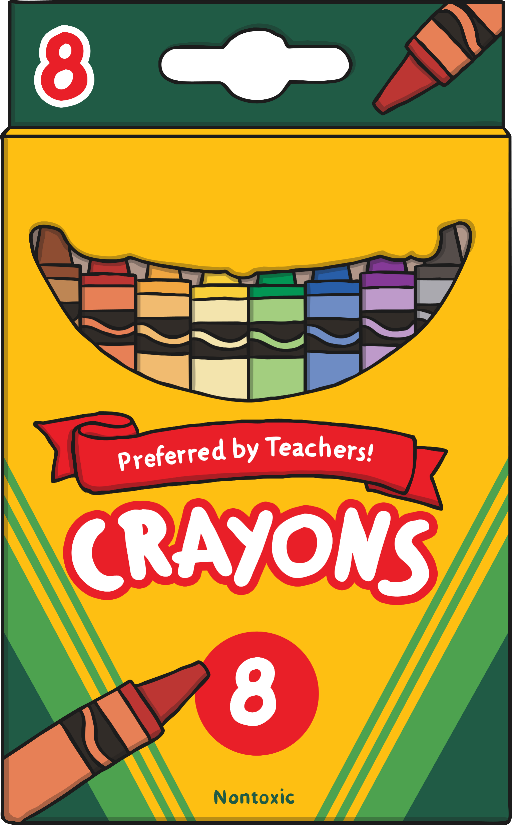 8
Preferred by Teachers!
CRAYONS
8
Nontoxic